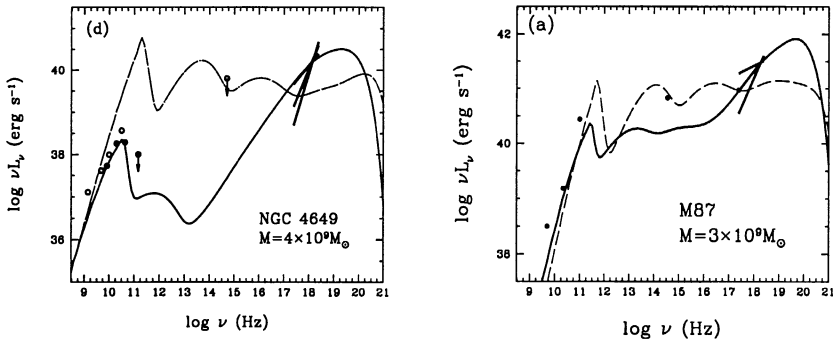 (d)
40
38
36
log νLν (erg s⁻¹)
NGC 4649
M=4×10⁹M⊙
9 10 11 12 13 14 15 16 17 18 19 20 21
log ν (Hz)
(a)
42
40
38
log νLν (erg s⁻¹)
M87
M=3×10⁹M⊙
9 10 11 12 13 14 15 16 17 18 19 20 21
log ν (Hz)